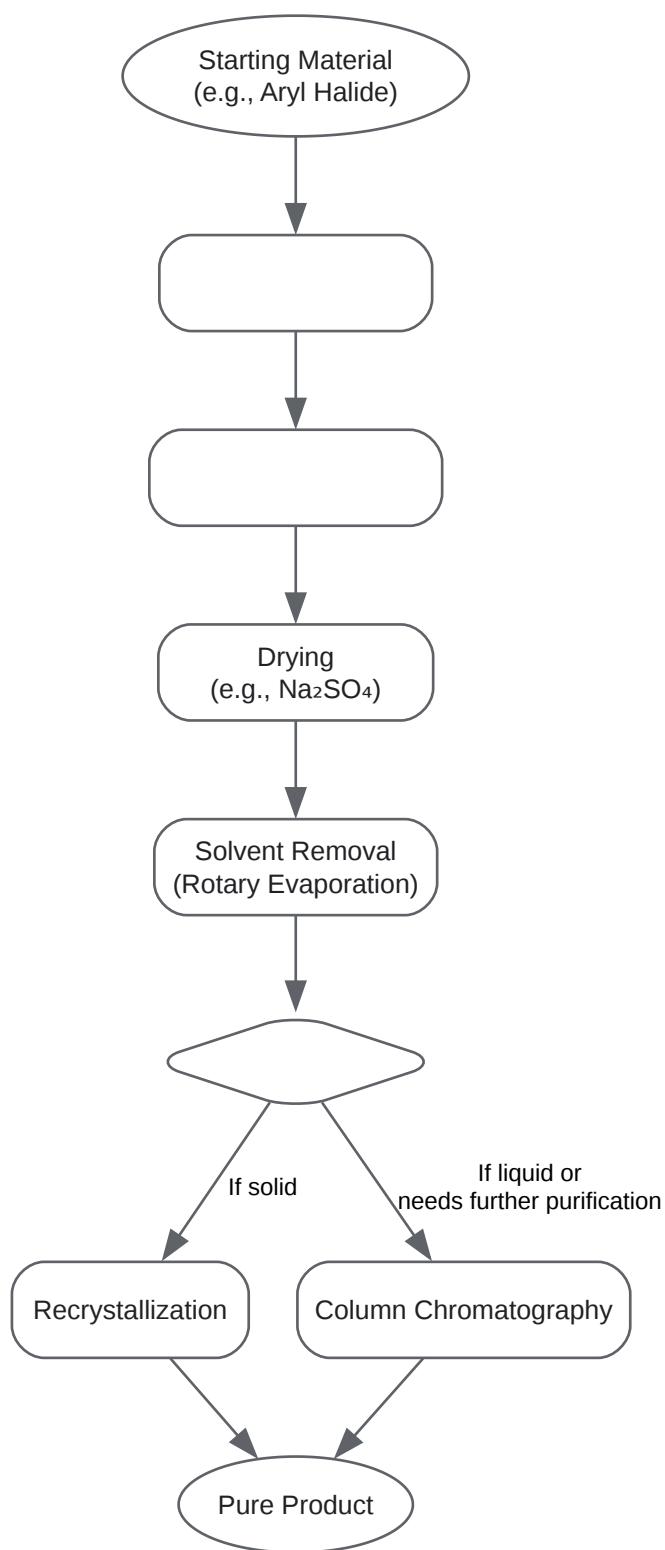 Starting Material
(e.g., Aryl Halide)
Drying
(e.g., Na₂SO₄)
Solvent Removal
(Rotary Evaporation)
If solid
If liquid or
needs further purification
Recrystallization
Column Chromatography
Pure Product